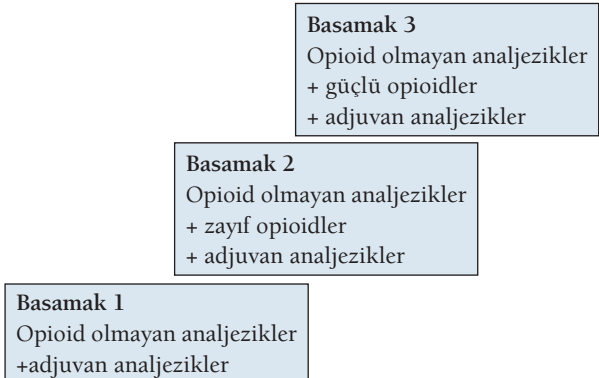 Basamak 3
Opioid olmayan analjezikler
+ güçlü opioidler
+ adjuvan analjezikler
Basamak 2
Opioid olmayan analjezikler
+ zayıf opioidler
+ adjuvan analjezikler
Basamak 1
Opioid olmayan analjezikler
+adjuvan analjezikler